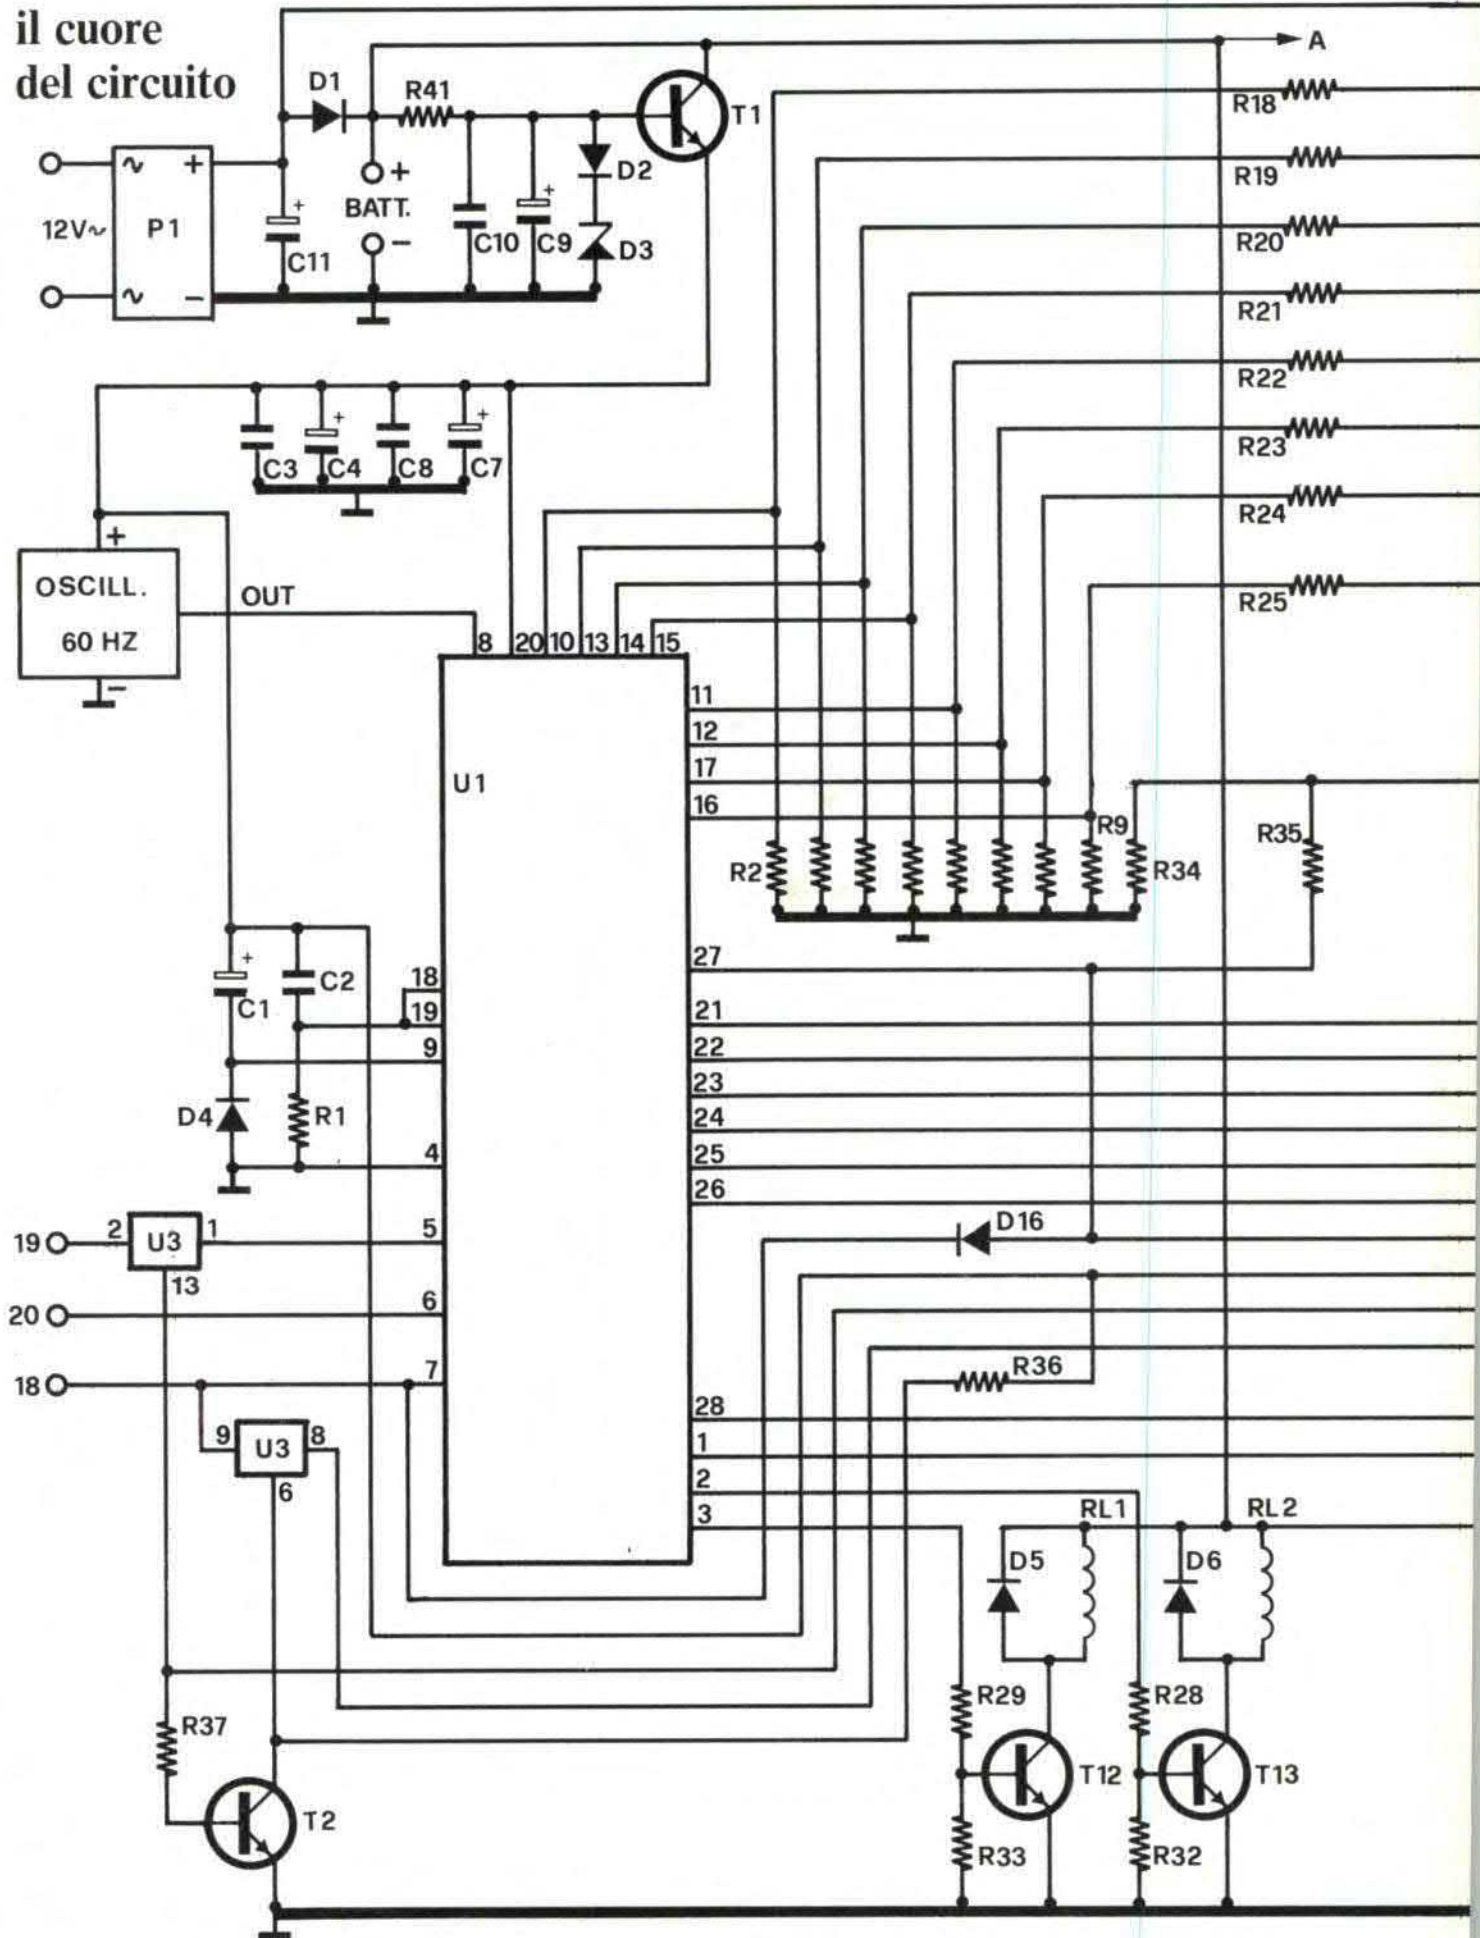 il cuore
del circuito
A
D1
R41
T1
R18
+
D2
R19
12V~
P1
BATT.
+
C11
C10
C9
D3
R20
R21
R22
C3
C4
C8
C7
R23
R24
+
OSCILL.
60 HZ
OUT
R25
8 20 10 13 14 15
11
12
U1
17
16
R9
R35
R2
R34
27
18
+
C1
C2
19
21
9
22
23
D4
R1
24
4
25
26
19
2
U3
1
5
D16
13
20
6
18
7
R36
9
U3
8
28
1
6
2
3
RL1
RL2
D5
D6
R29
R28
R37
T12
T13
T2
R33
R32